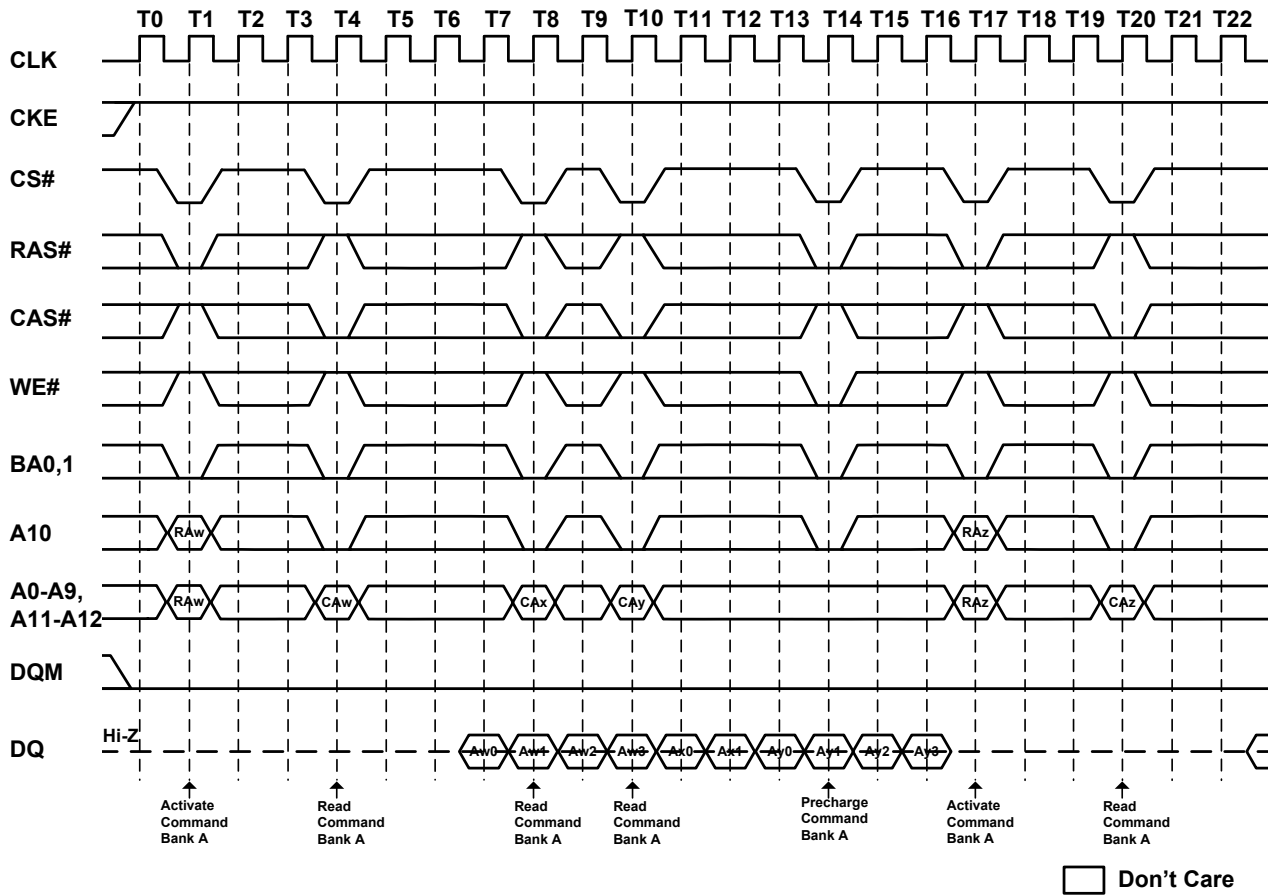 T0 T1 T2 T3 T4 T5 T6 T7 T8 T9 T10 T11 T12 T13 T14 T15 T16 T17 T18 T19 T20 T21 T22
CLK
CKE
CS#
RAS#
CAS#
WE#
BA0,1
A10
RAw RAz
A0-A9,
A11-A12
RAw CAw CAx CAy RAz CAz
DQM
DQ
Hi-Z
Aw0 Aw1 Aw2 Aw3 Ax0 Ax1 Ay0 Ay1 Ay2 Ay3
Activate
Command
Bank A
Read
Command
Bank A
Read
Command
Bank A
Read
Command
Bank A
Precharge
Command
Bank A
Activate
Command
Bank A
Read
Command
Bank A
Don't Care